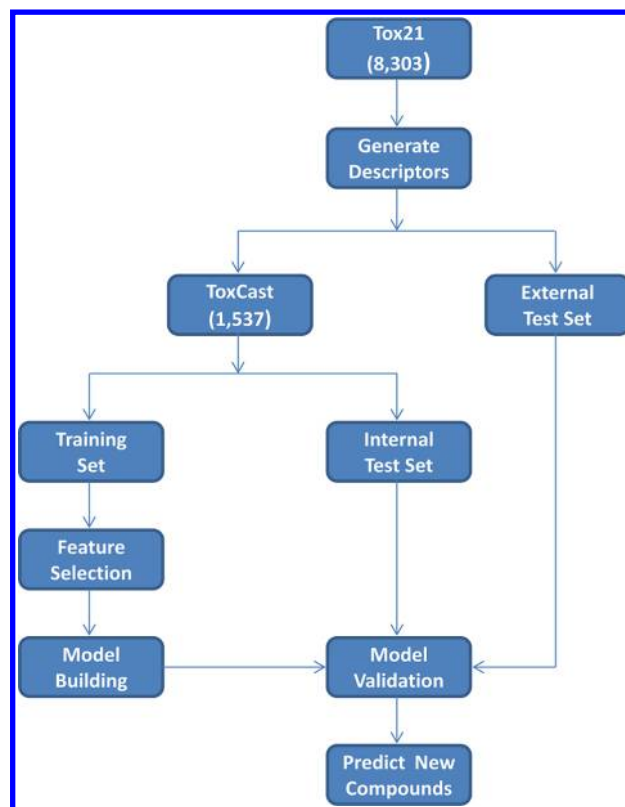 Tox21
(8,303)
Generate
Descriptors
ToxCast
(1,537)
External
Test Set
Training
Set
Internal
Test Set
Feature
Selection
Model
Building
Model
Validation
Predict New
Compounds